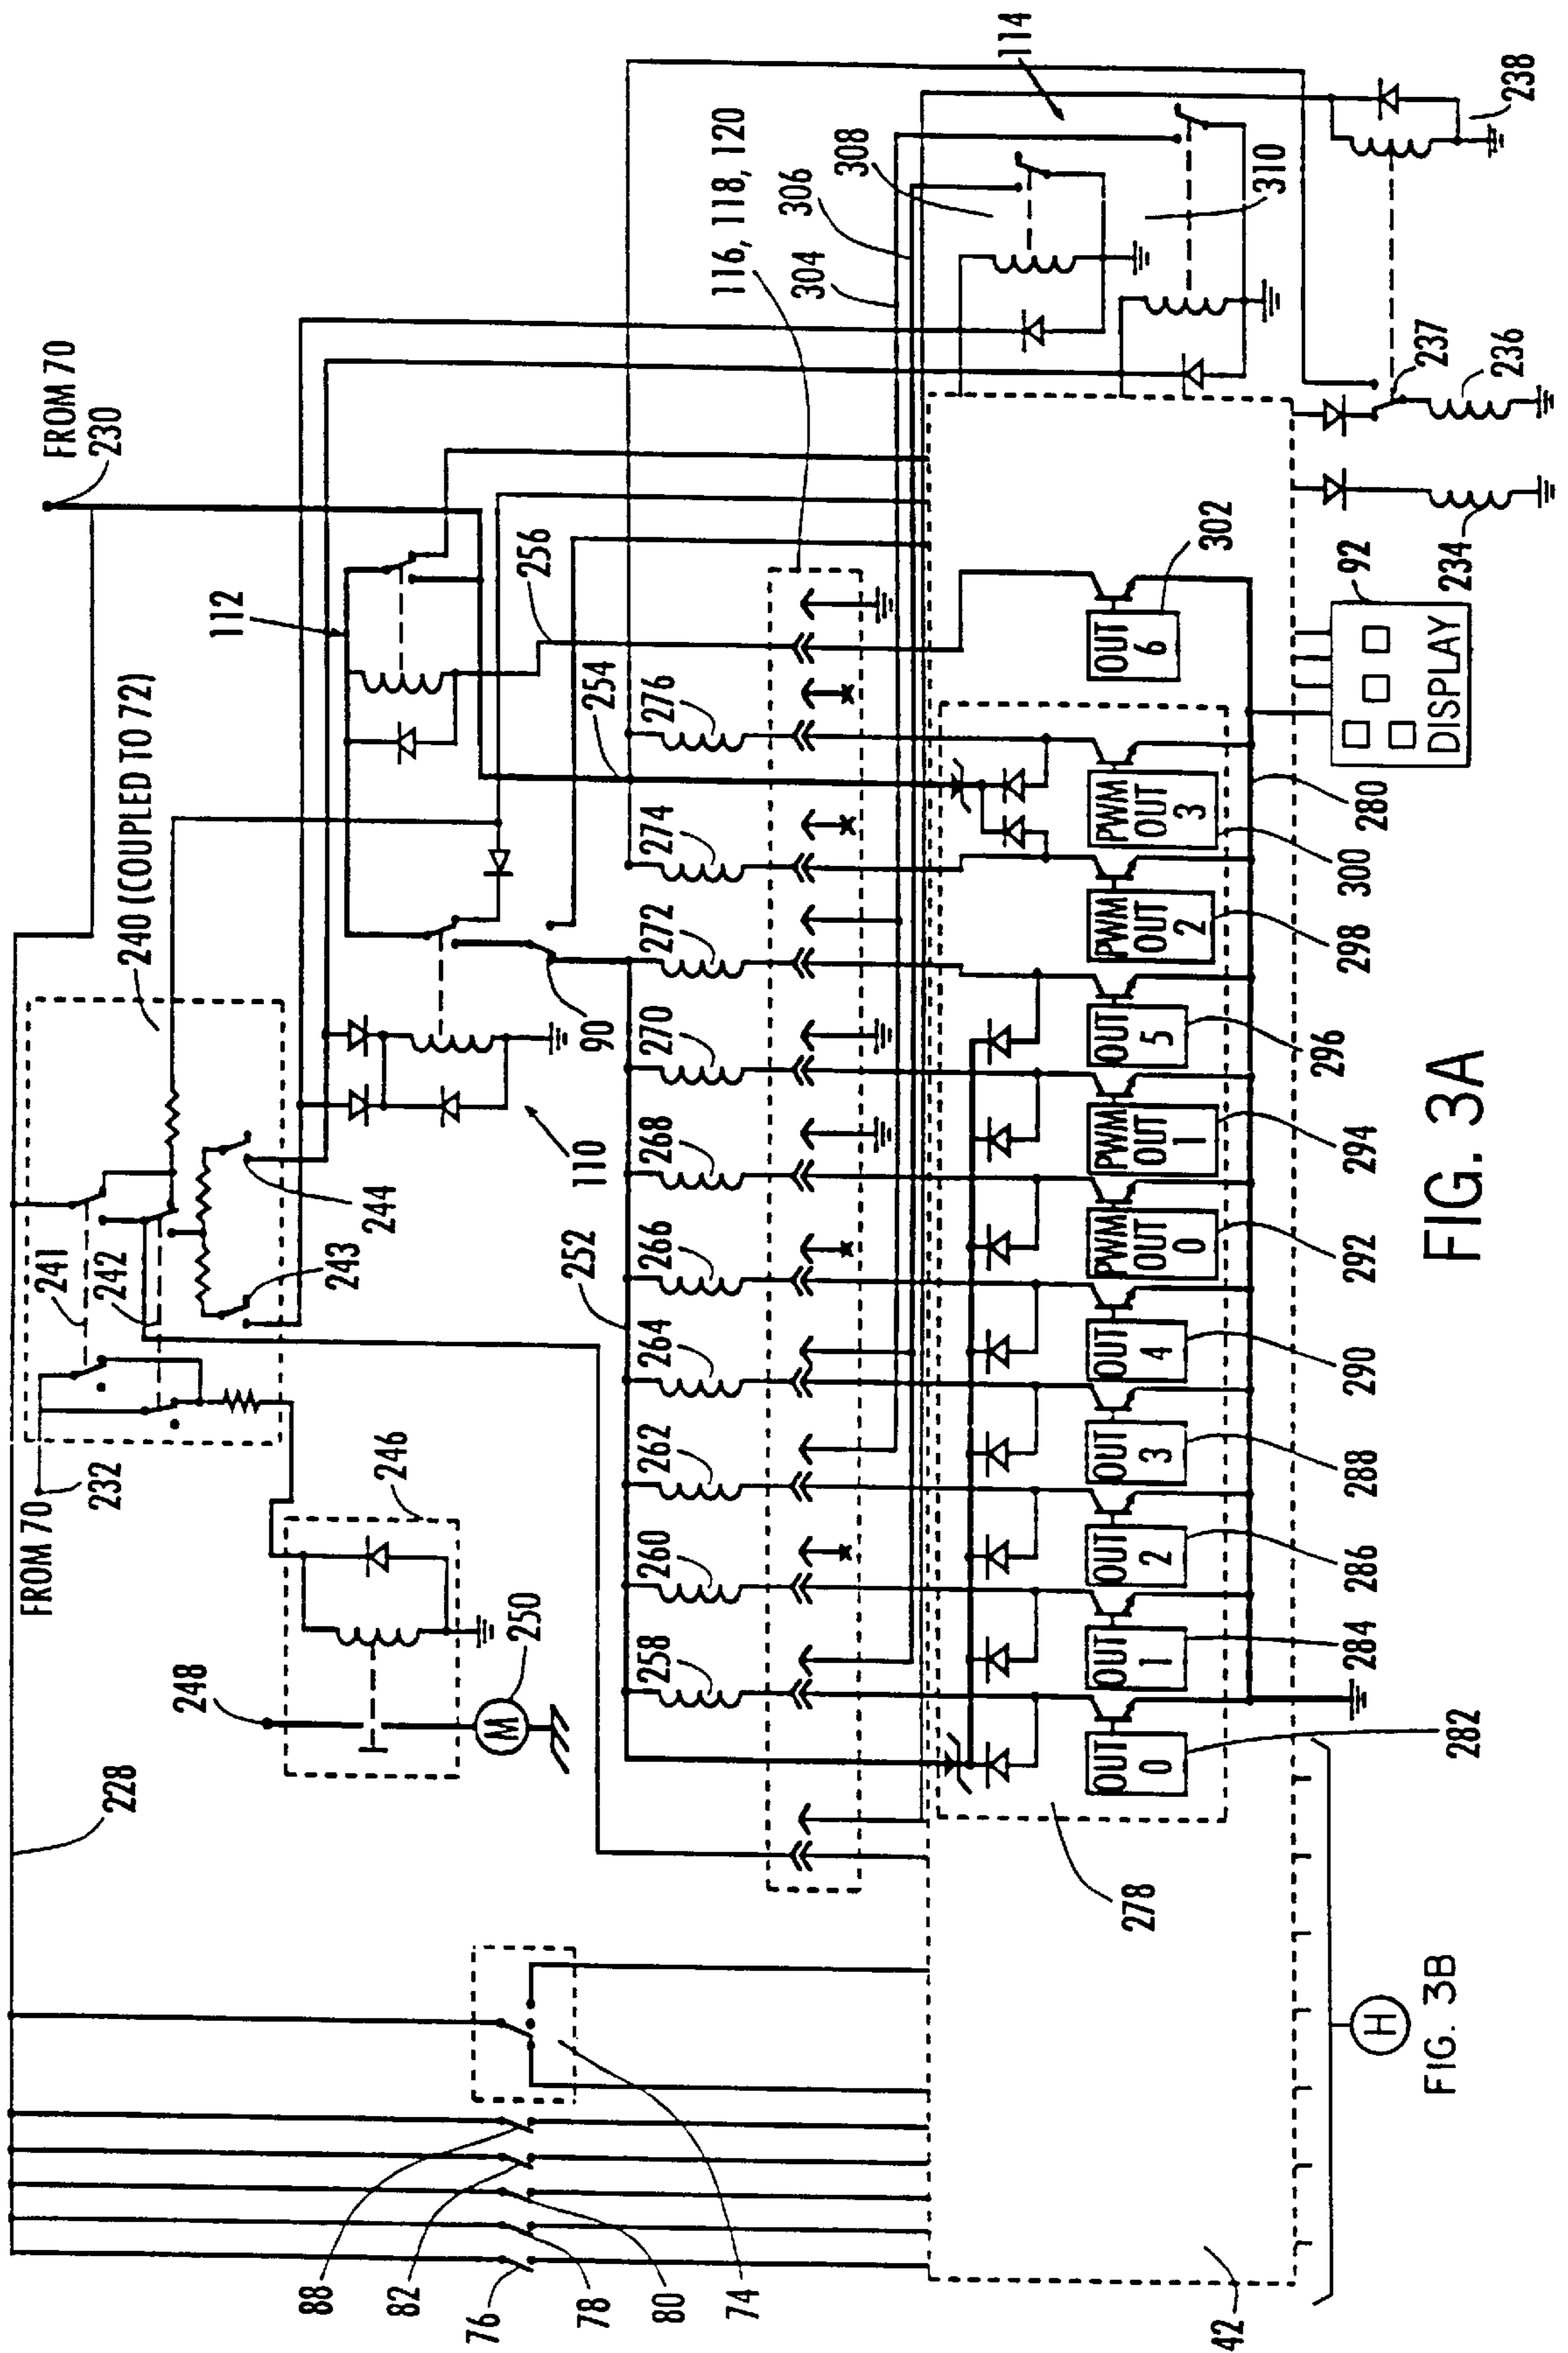 FROM 70
230
240 (COUPLED TO 72)
241
242
243
244
FROM 70
232
228
246
248
250
M
112
110
90
256
254
252
258
260
262
264
266
268
270
272
274
276
116, 118, 120
304
306
308
310
114
238
237
236
234
92
DISPLAY
302
280
300
298
296
294
292
290
288
286
284
282
278
OUT
0
OUT
1
OUT
2
OUT
3
OUT
4
PWM
OUT
0
PWM
OUT
1
OUT
5
PWM
OUT
2
PWM
OUT
3
OUT
6
88
82
76
78
80
74
42
H
FIG. 3B
FIG. 3A